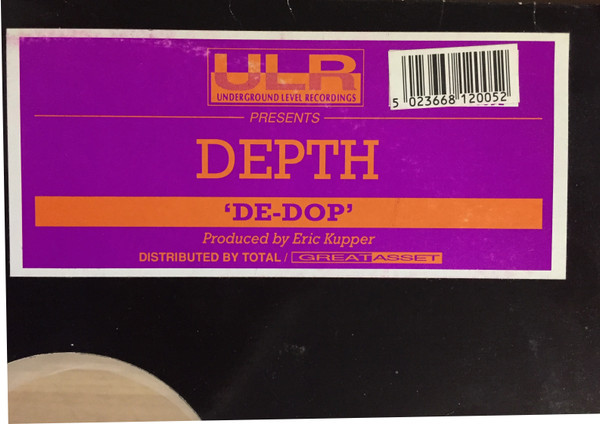 ULR
UNDERGROUND LEVEL RECORDINGS
5 023668 120052
PRESENTS
DEPTH
‘DE-DOP’
Produced by Eric Kupper
DISTRIBUTED BY TOTAL / GREAT ASSET